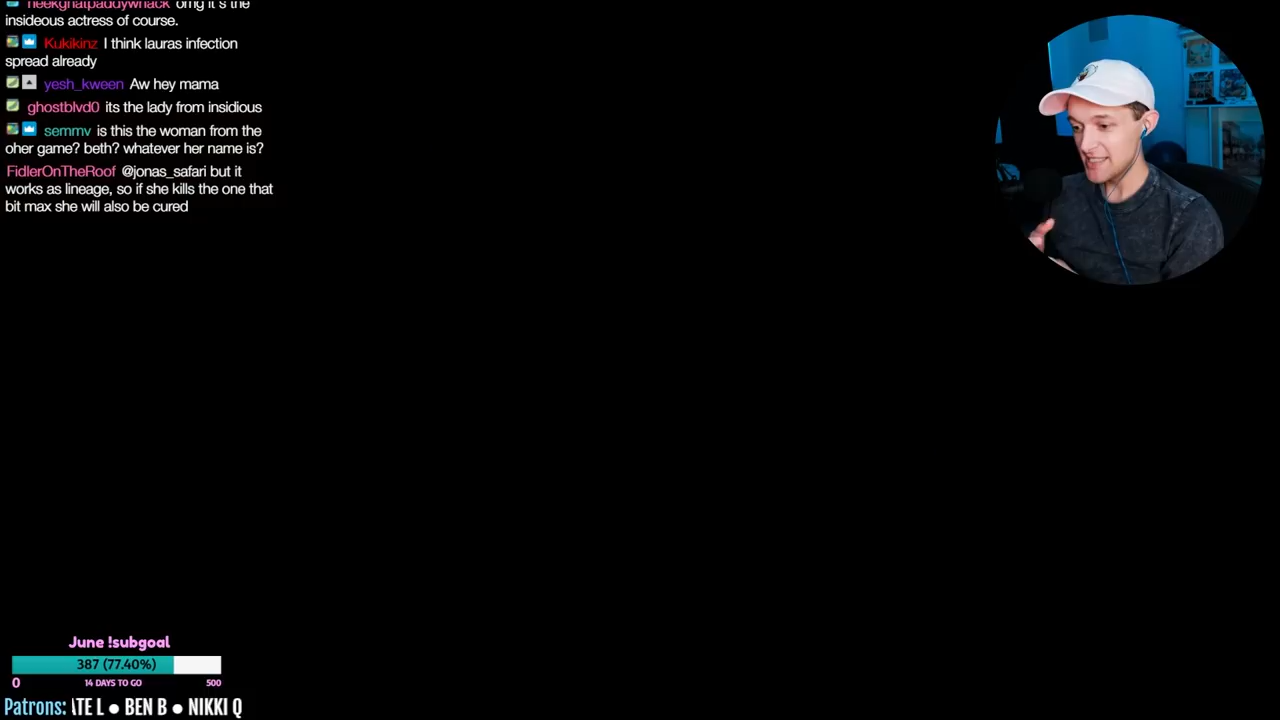 neekghatpaddywhack omg it's the
insideous actress of course.
Kukikinz I think lauras infection
spread already
yesh_kween Aw hey mama
ghostblvd0 its the lady from insidious
semmv is this the woman from the
oher game? beth? whatever her name is?
FidlerOnTheRoof @jonas_safari but it
works as lineage, so if she kills the one that
bit max she will also be cured
June !subgoal
387 (77.40%)
0 14 DAYS TO GO 500
Patrons: ATE L ● BEN B ● NIKKI Q